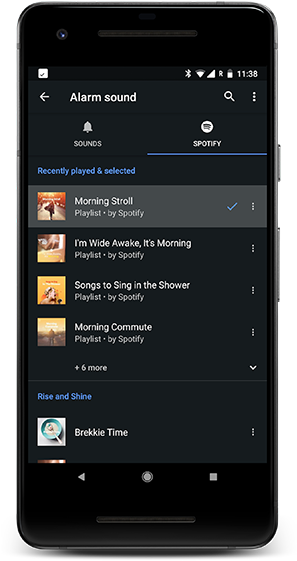 R 11:38
Alarm sound
SOUNDS
SPOTIFY
Recently played & selected
Morning Stroll
Playlist • by Spotify
I'm Wide Awake, It's Morning
Playlist • by Spotify
Songs to Sing in the Shower
Playlist • by Spotify
Morning Commute
Playlist • by Spotify
+ 6 more
Rise and Shine
Brekkie Time